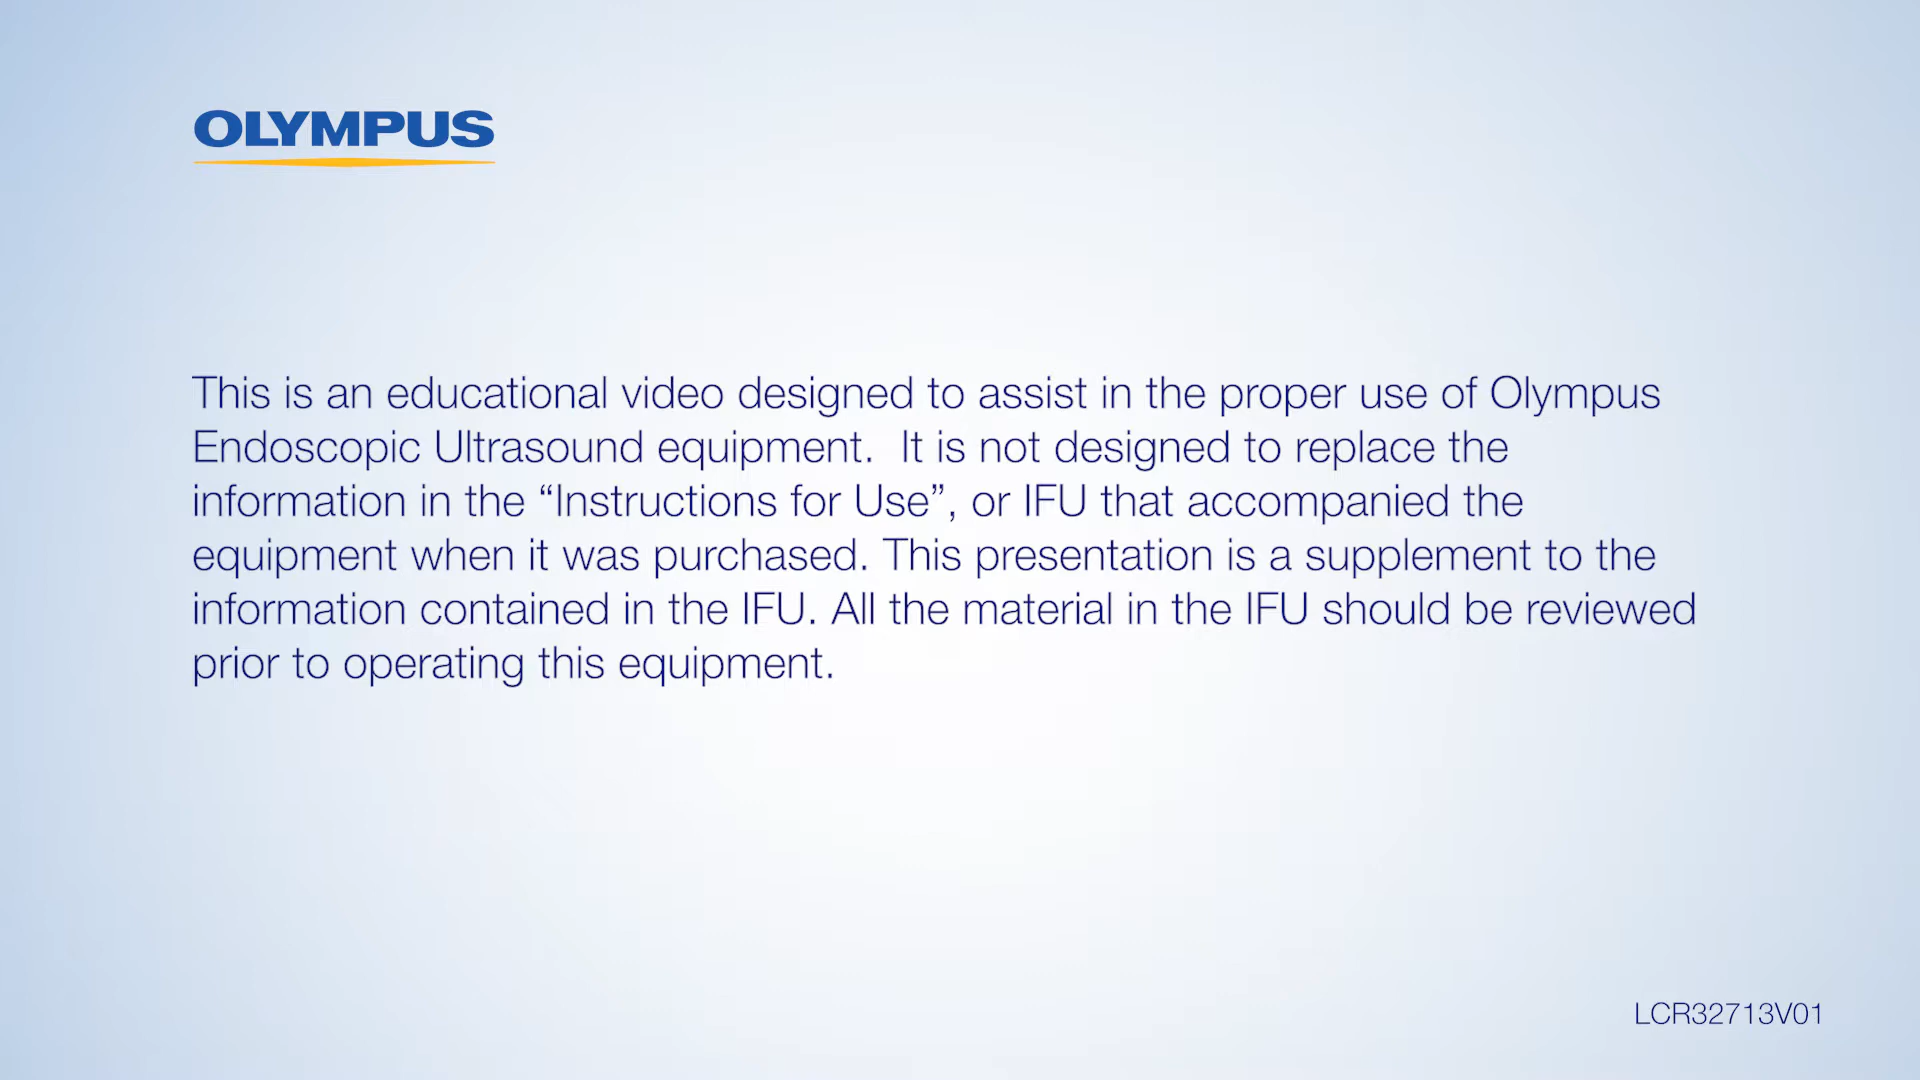 OLYMPUS
This is an educational video designed to assist in the proper use of Olympus
Endoscopic Ultrasound equipment.  It is not designed to replace the
information in the “Instructions for Use”, or IFU that accompanied the
equipment when it was purchased. This presentation is a supplement to the
information contained in the IFU. All the material in the IFU should be reviewed
prior to operating this equipment.
LCR32713V01